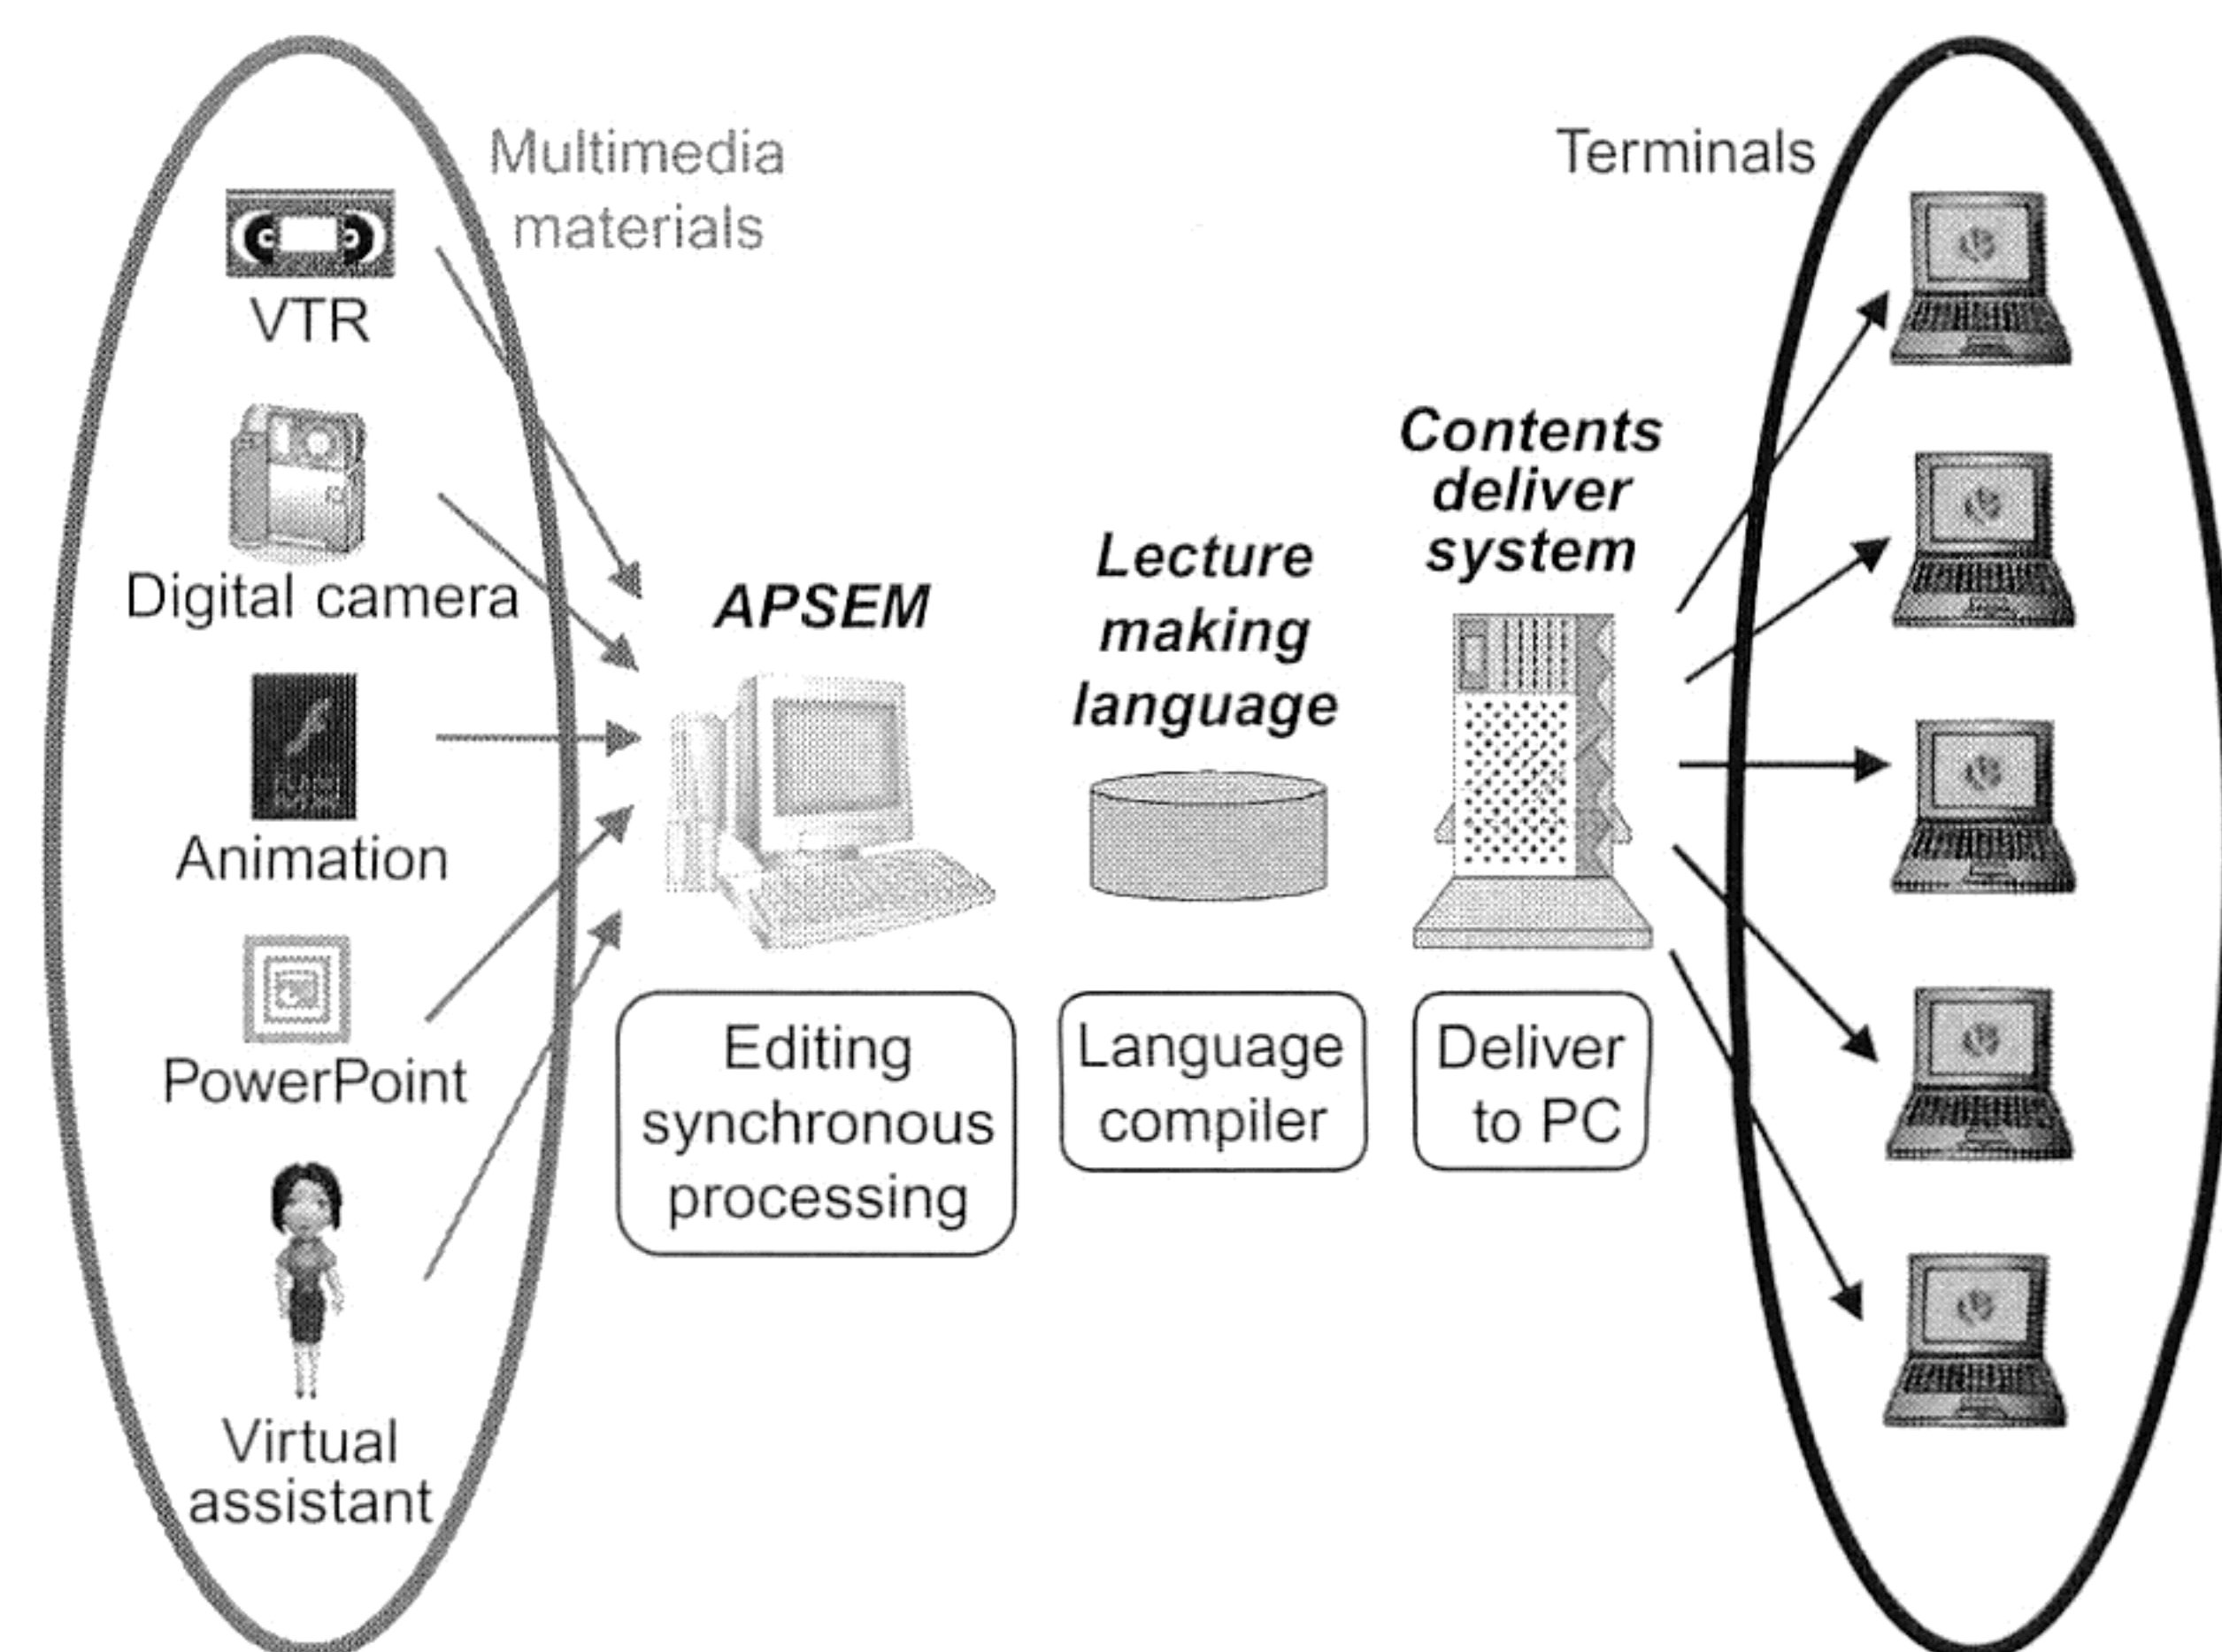 Multimedia
materials
VTR
Digital camera
Animation
PowerPoint
Virtual
assistant
APSEM
Editing
synchronous
processing
Lecture
making
language
Language
compiler
Contents
deliver
system
Deliver
to PC
Terminals